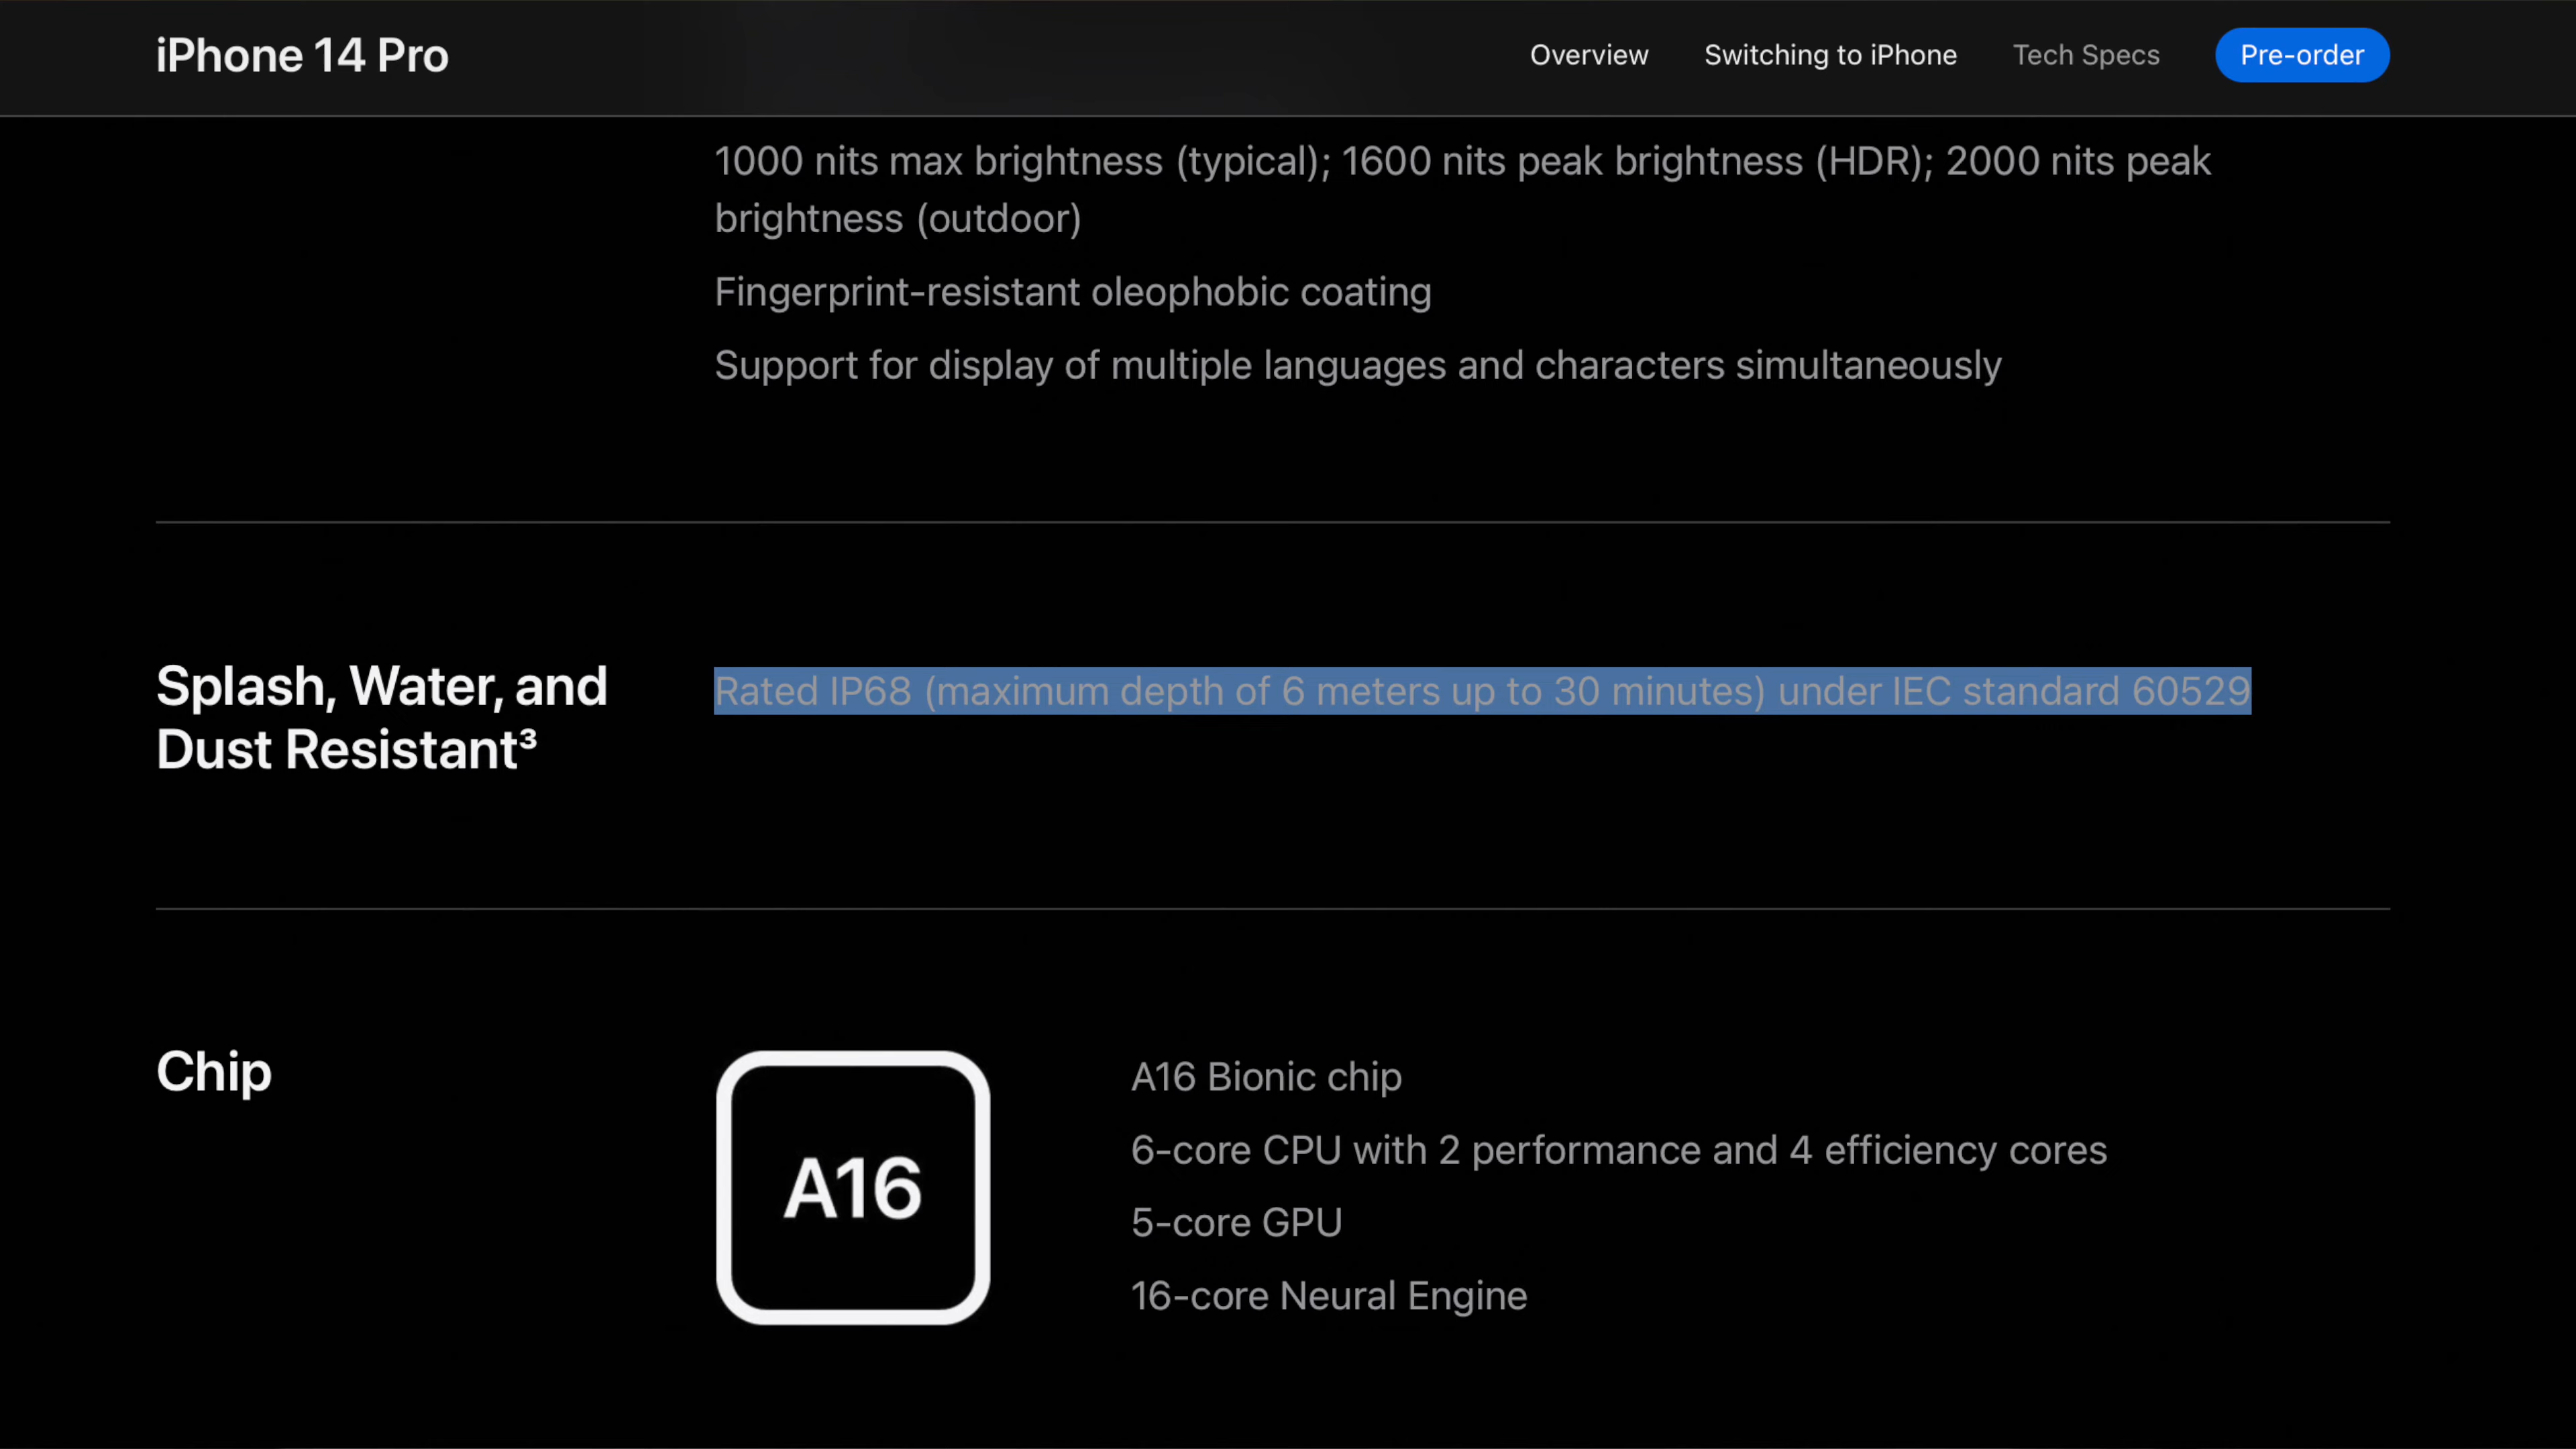 iPhone 14 Pro
Overview Switching to iPhone Tech Specs Pre-order
1000 nits max brightness (typical); 1600 nits peak brightness (HDR); 2000 nits peak
brightness (outdoor)
Fingerprint-resistant oleophobic coating
Support for display of multiple languages and characters simultaneously
Splash, Water, and
Dust Resistant³
Rated IP68 (maximum depth of 6 meters up to 30 minutes) under IEC standard 60529
Chip
A16
A16 Bionic chip
6-core CPU with 2 performance and 4 efficiency cores
5-core GPU
16-core Neural Engine